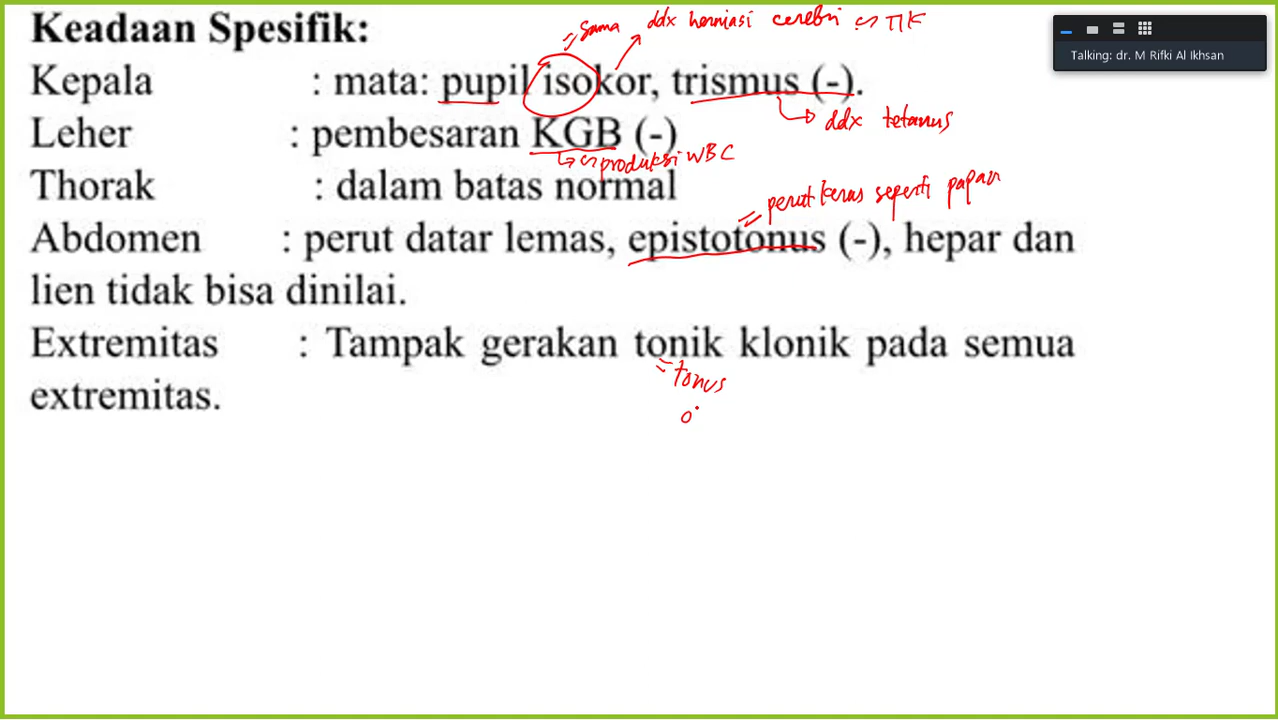 Keadaan Spesifik:
= sama
ddx herniasi cerebri TIK
Kepala : mata: pupil isokor, trismus (-).
ddx tetanus
Leher : pembesaran KGB (-)
produksi WBC
Thorak : dalam batas normal
= perut keras seperti papan
Abdomen : perut datar lemas, epistotonus (-), hepar dan
lien tidak bisa dinilai.
Extremitas : Tampak gerakan tonik klonik pada semua
= tonus
extremitas.
Talking: dr. M Rifki Al Ikhsan